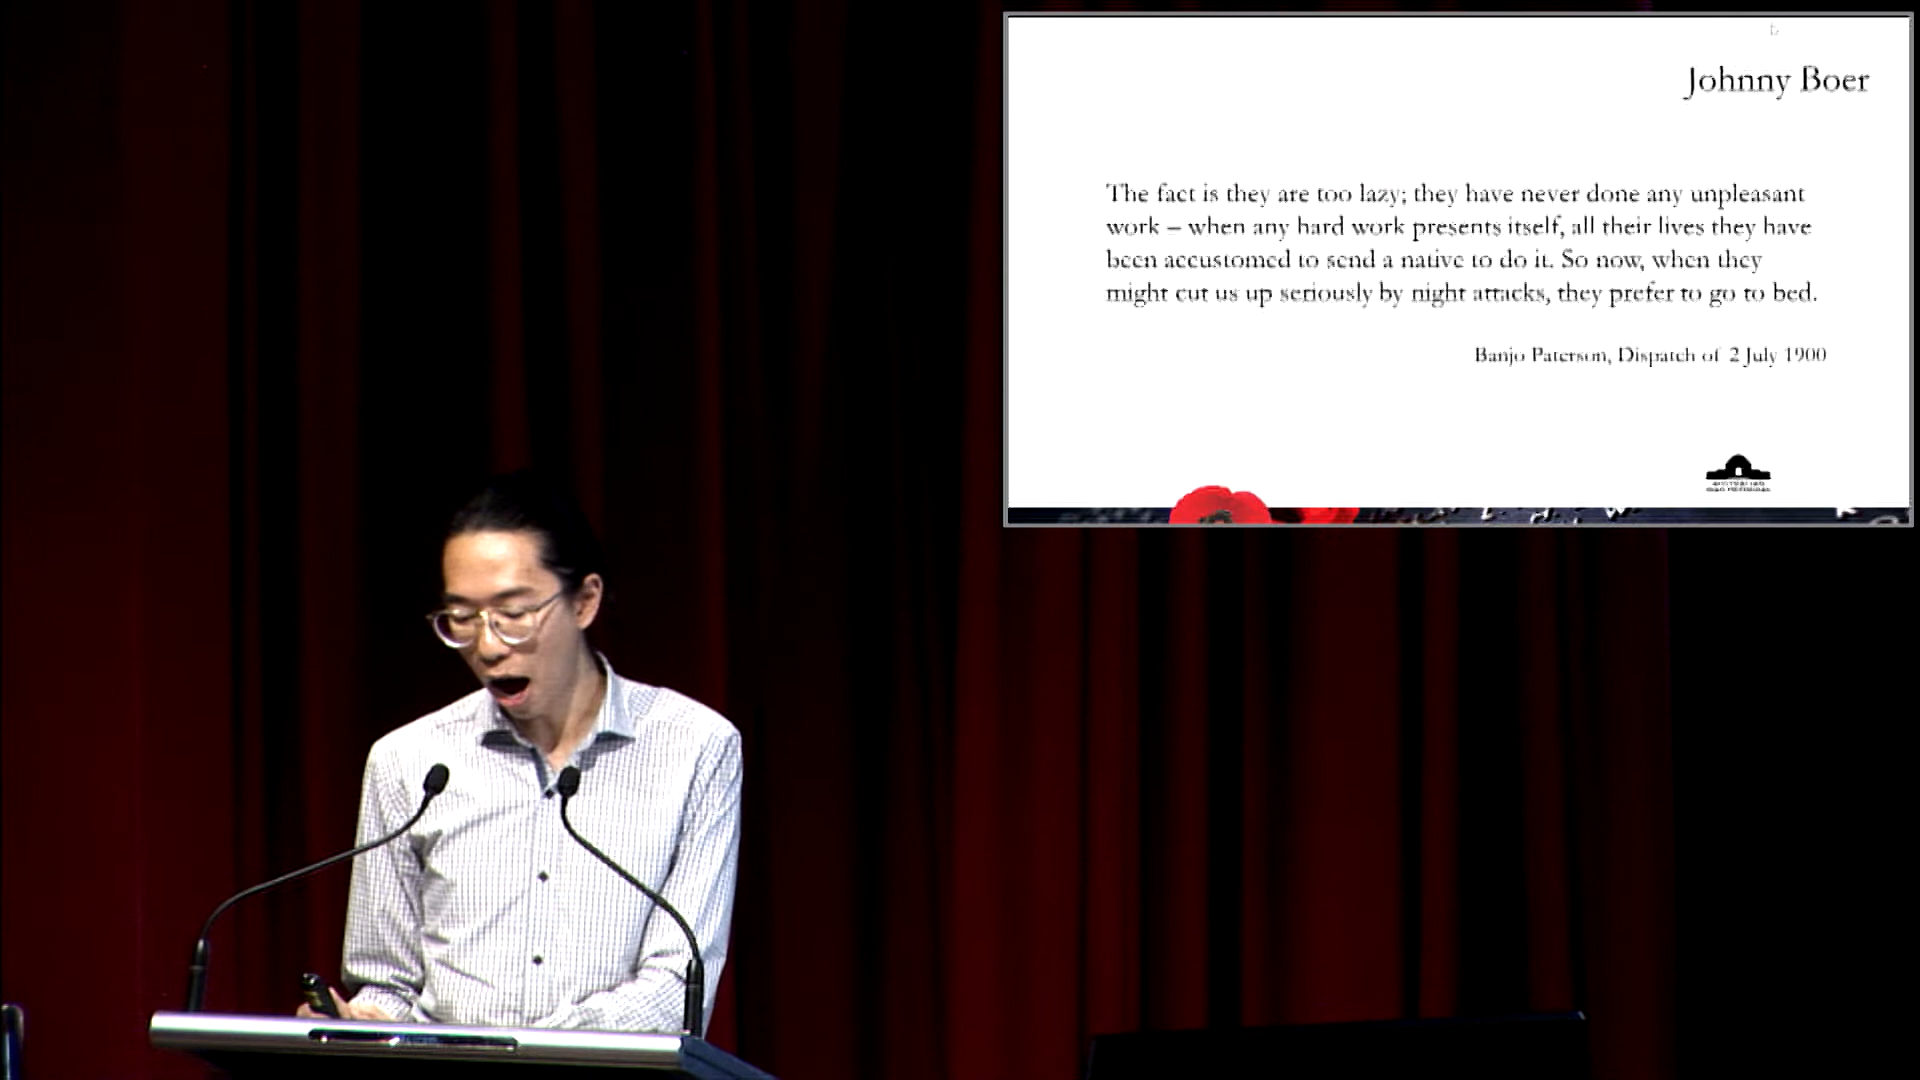 Johnny Boer
The fact is they are too lazy; they have never done any unpleasant
work – when any hard work presents itself, all their lives they have
been accustomed to send a native to do it. So now, when they
might cut us up seriously by night attacks, they prefer to go to bed.
Banjo Paterson, Dispatch of 2 July 1900
AUSTRALIAN
WAR MEMORIAL